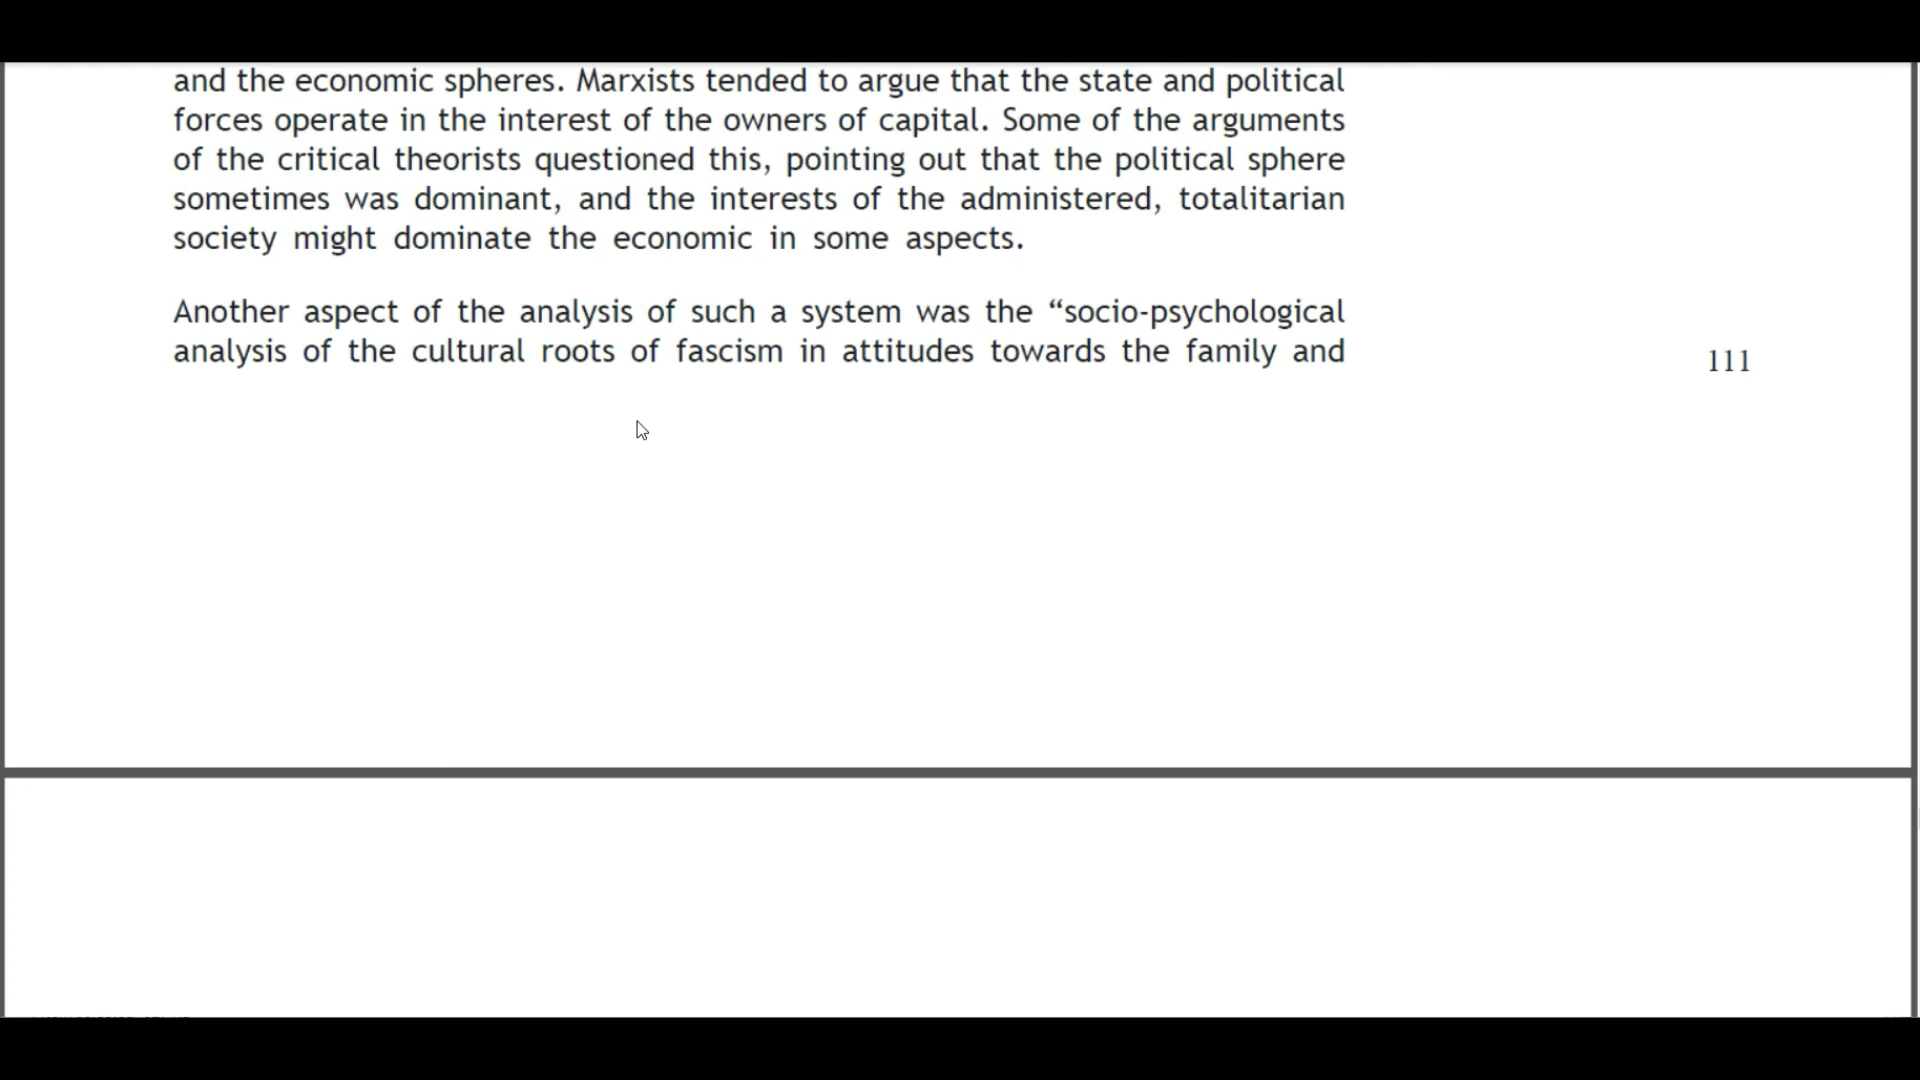 and the economic spheres. Marxists tended to argue that the state and political
forces operate in the interest of the owners of capital. Some of the arguments
of the critical theorists questioned this, pointing out that the political sphere
sometimes was dominant, and the interests of the administered, totalitarian
society might dominate the economic in some aspects.
Another aspect of the analysis of such a system was the “socio-psychological
analysis of the cultural roots of fascism in attitudes towards the family and
111